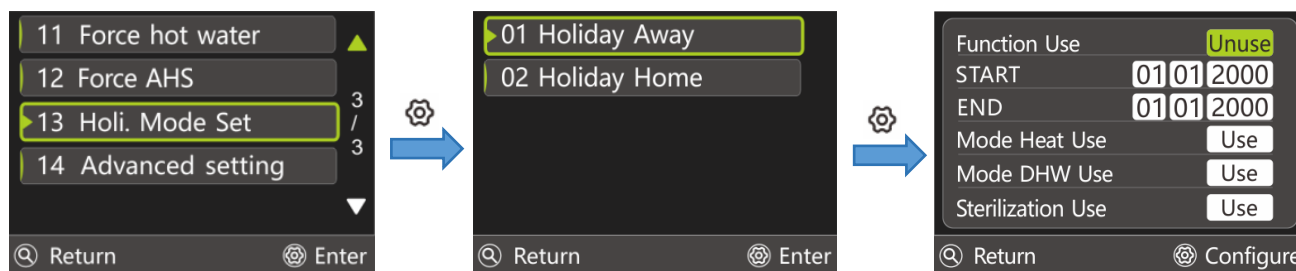 11 Force hot water
12 Force AHS
13 Holi. Mode Set
14 Advanced setting
3
/
3
Return Enter
01 Holiday Away
02 Holiday Home
Return Enter
Function Use Unuse
START 01 01 2000
END 01 01 2000
Mode Heat Use Use
Mode DHW Use Use
Sterilization Use Use
Return Configure